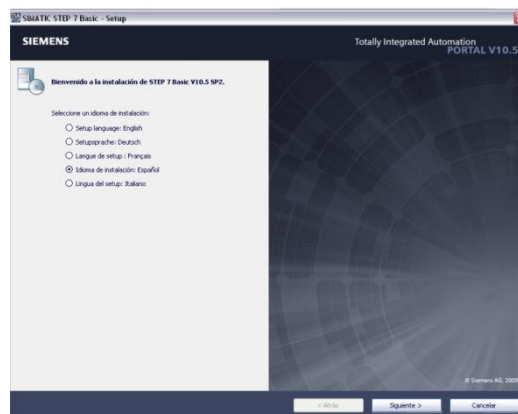 SIMATIC STEP 7 Basic - Setup
SIEMENS
Totally Integrated Automation
PORTAL V10.5
Bienvenido a la instalación de STEP 7 Basic V10.5 SP2.
Seleccione un idioma de instalación:
Setup language: English
Setupsprache: Deutsch
Langue de setup : Français
Idioma de instalación: Español
Lingua del setup: Italiano
© Siemens AG, 2009
< Atrás
Siguiente >
Cancelar